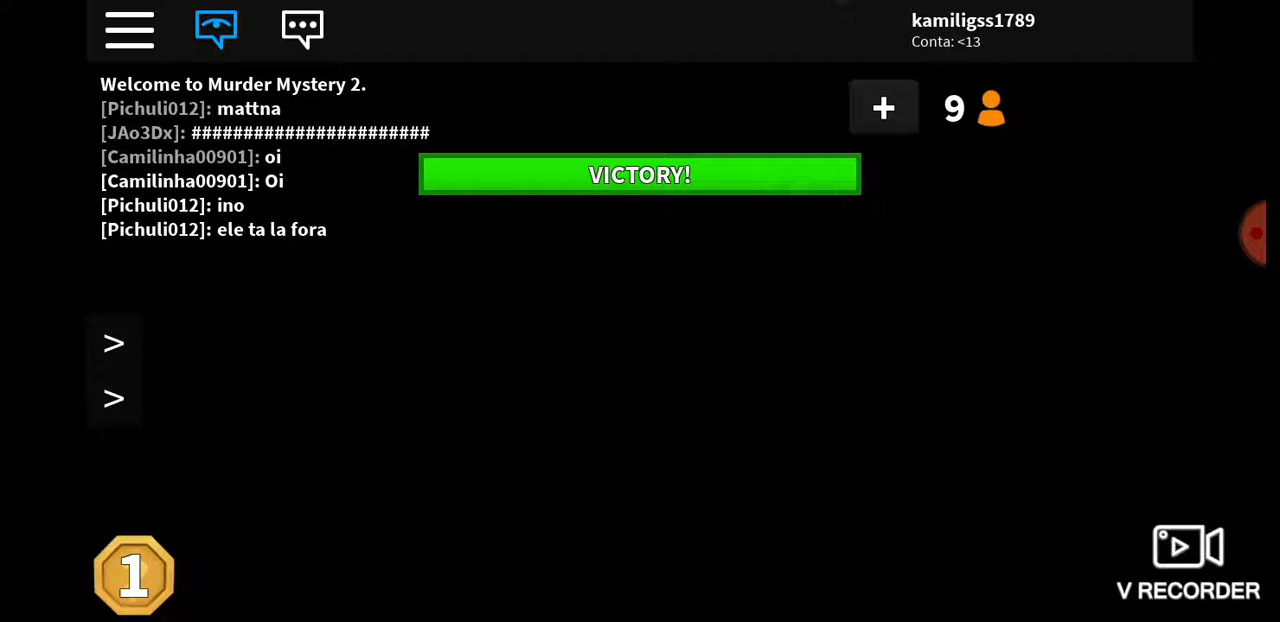 kamiligss1789
Conta: <13
Welcome to Murder Mystery 2.
[Pichuli012]: mattna
[JAo3Dx]: #######################
[Camilinha00901]: oi
[Camilinha00901]: Oi
[Pichuli012]: ino
[Pichuli012]: ele ta la fora
+ 9
VICTORY!
>
>
1
V RECORDER